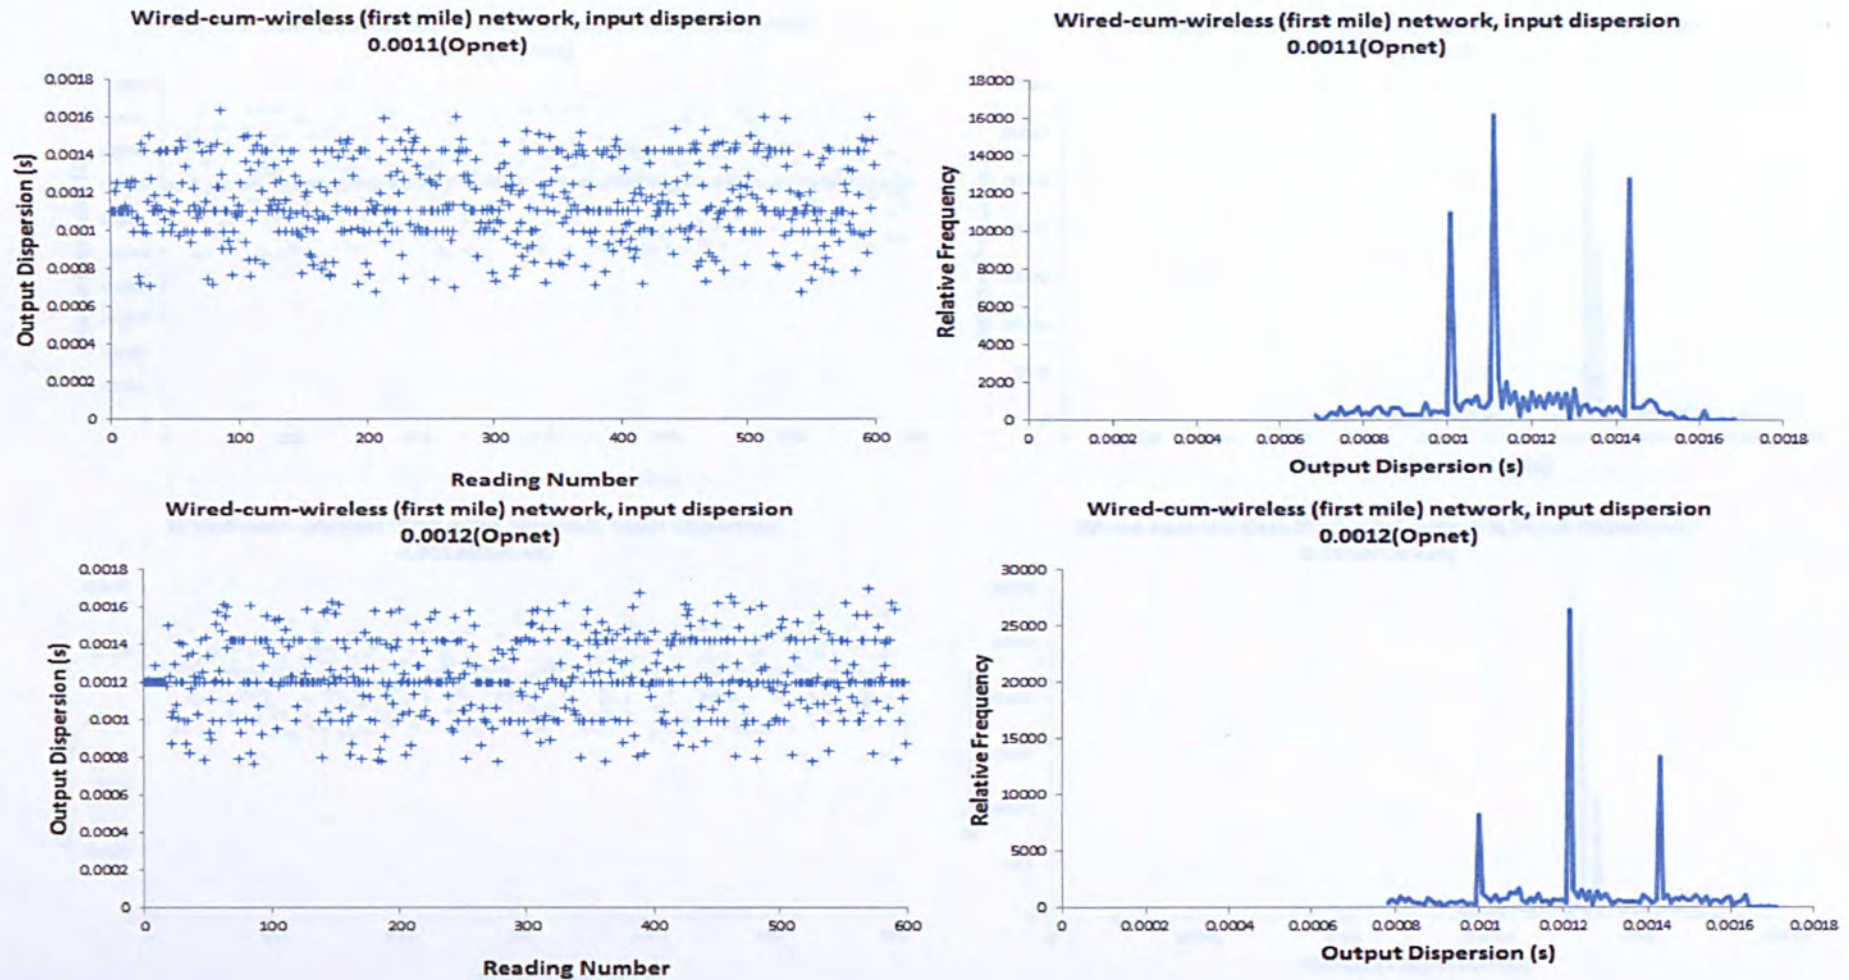 Wired-cum-wireless (first mile) network, input dispersion
0.0011(Opnet)
Output Dispersion (s)
0.0018
0.0016
0.0014
0.0012
0.001
0.0008
0.0006
0.0004
0.0002
0
0 100 200 300 400 500 600
Reading Number
Wired-cum-wireless (first mile) network, input dispersion
0.0011(Opnet)
Relative Frequency
18000
16000
14000
12000
10000
8000
6000
4000
2000
0
0 0.0002 0.0004 0.0006 0.0008 0.001 0.0012 0.0014 0.0016 0.0018
Output Dispersion (s)
Wired-cum-wireless (first mile) network, input dispersion
0.0012(Opnet)
Output Dispersion (s)
0.0018
0.0016
0.0014
0.0012
0.001
0.0008
0.0006
0.0004
0.0002
0
0 100 200 300 400 500 600
Reading Number
Wired-cum-wireless (first mile) network, input dispersion
0.0012(Opnet)
Relative Frequency
30000
25000
20000
15000
10000
5000
0
0 0.0002 0.0004 0.0006 0.0008 0.001 0.0012 0.0014 0.0016 0.0018
Output Dispersion (s)